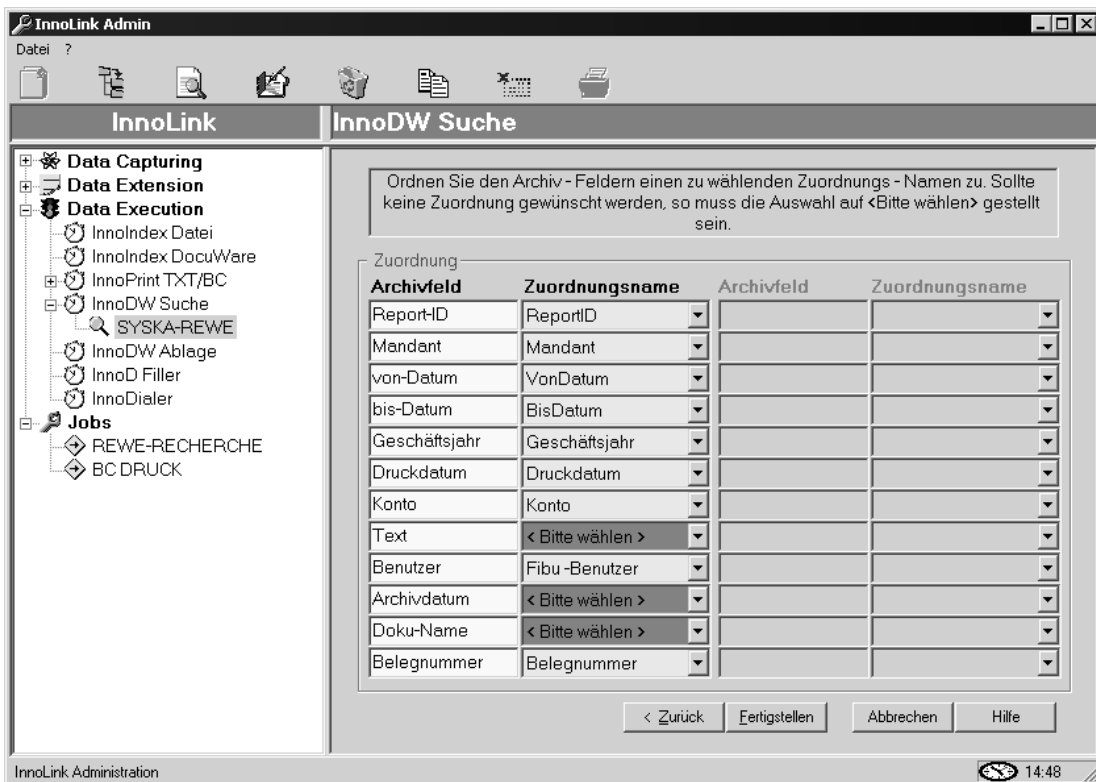 InnoLink Admin
Datei ?
InnoLink
InnoDW Suche
Data Capturing
Data Extension
Data Execution
InnoIndex Datei
InnoIndex DocuWare
InnoPrint TXT/BC
InnoDW Suche
SYSKA-REWE
InnoDW Ablage
InnoD Filler
InnoDialer
Jobs
REWE-RECHERCHE
BC DRUCK
Ordnen Sie den Archiv - Feldern einen zu wählenden Zuordnungs - Namen zu. Sollte
keine Zuordnung gewünscht werden, so muss die Auswahl auf <Bitte wählen> gestellt
sein.
Zuordnung
Archivfeld Zuordnungsname Archivfeld Zuordnungsname
Report-ID ReportID
Mandant Mandant
von-Datum VonDatum
bis-Datum BisDatum
Geschäftsjahr Geschäftsjahr
Druckdatum Druckdatum
Konto Konto
Text < Bitte wählen >
Benutzer Fibu -Benutzer
Archivdatum < Bitte wählen >
Doku-Name < Bitte wählen >
Belegnummer Belegnummer
< Zurück Fertigstellen Abbrechen Hilfe
InnoLink Administration 14:48